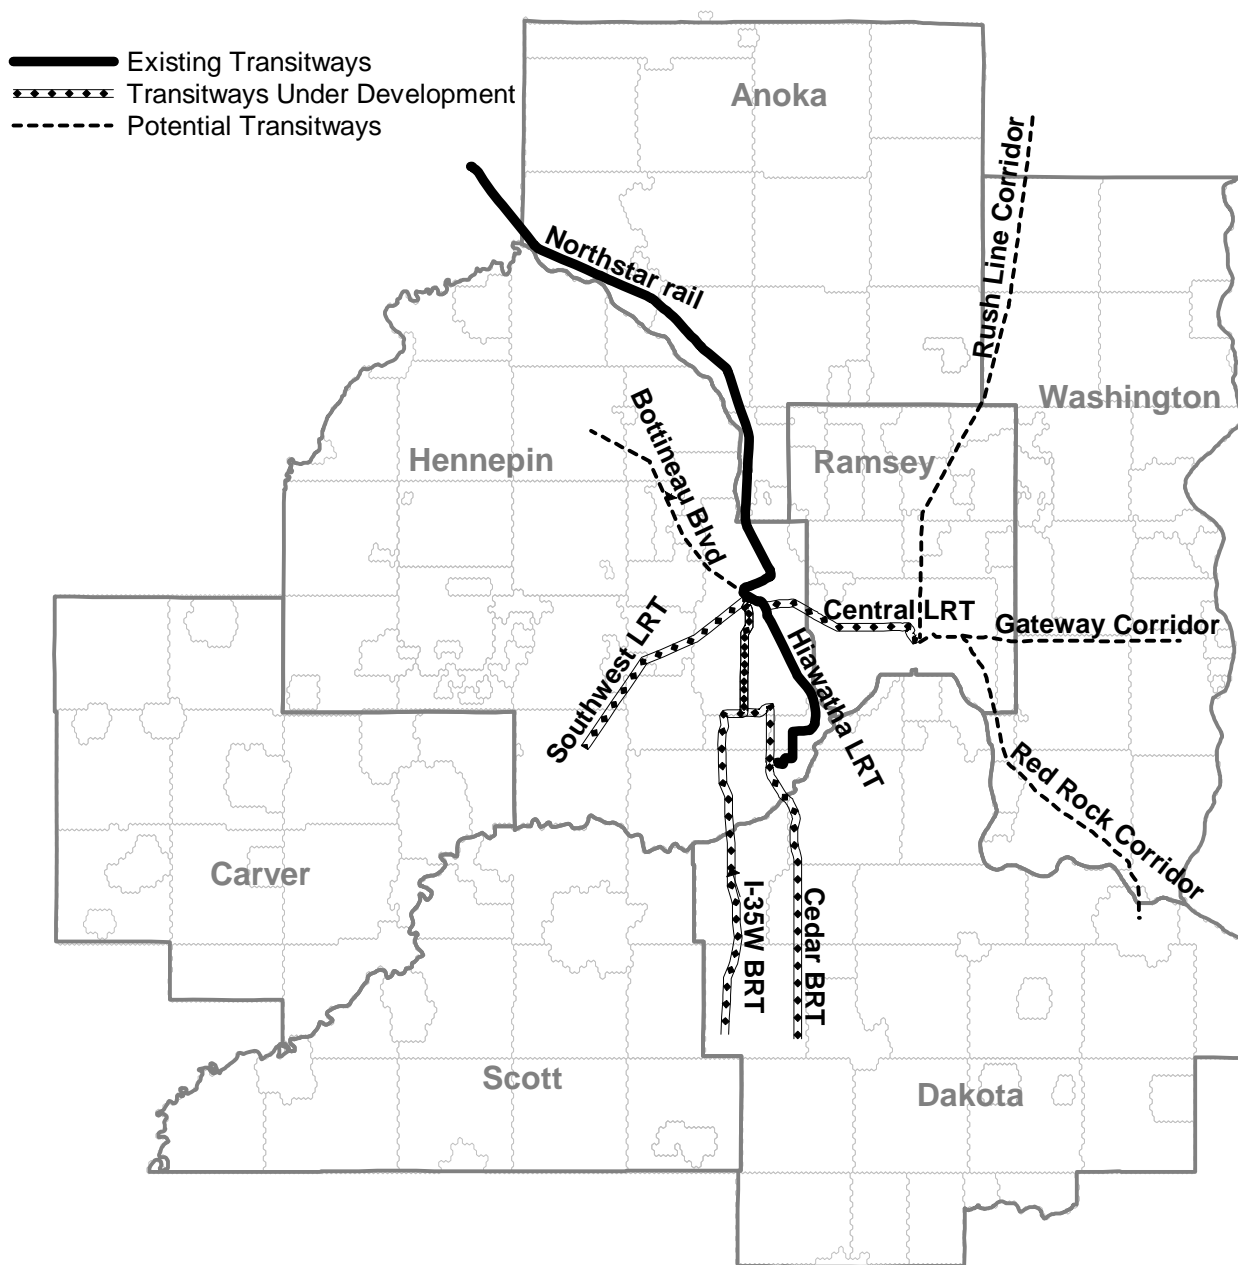 Existing Transitways
Transitways Under Development
Potential Transitways
Anoka
Rush Line Corridor
Northstar rail
Washington
Bottineau Blvd
Hennepin
Ramsey
Central LRT
Gateway Corridor
Southwest LRT
Hiawatha LRT
Red Rock Corridor
Carver
I-35W BRT
Cedar BRT
Scott
Dakota